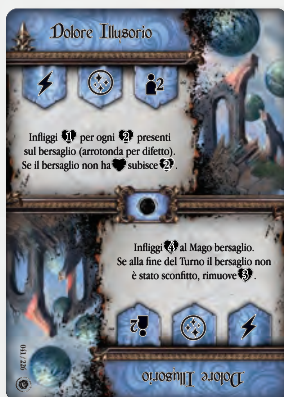 Dolore Illusorio
2
Infliggi 1 per ogni 2 presenti
sul bersaglio (arrotonda per difetto).
Se il bersaglio non ha subisce 2.
Infliggi 4 al Mago bersaglio.
Se alla fine del Turno il bersaglio non
è stato sconfitto, rimuove 3.
2
Dolore Illusorio